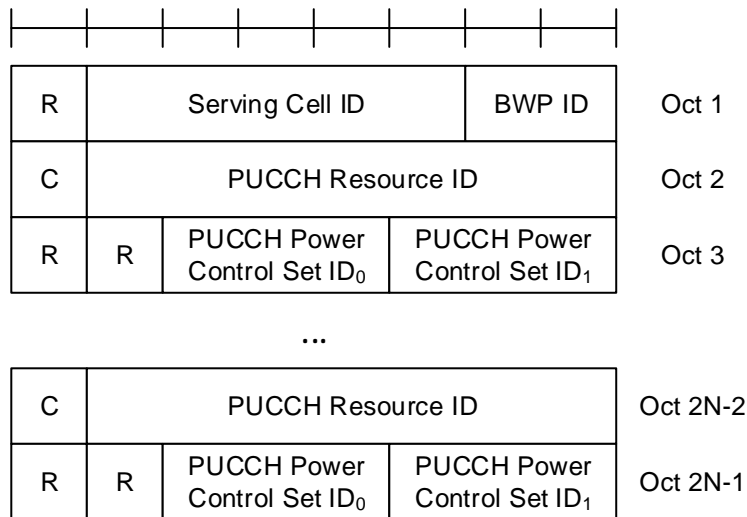 R Serving Cell ID BWP ID Oct 1
C PUCCH Resource ID Oct 2
R R PUCCH Power Control Set ID₀ PUCCH Power Control Set ID₁ Oct 3
...
C PUCCH Resource ID Oct 2N-2
R R PUCCH Power Control Set ID₀ PUCCH Power Control Set ID₁ Oct 2N-1